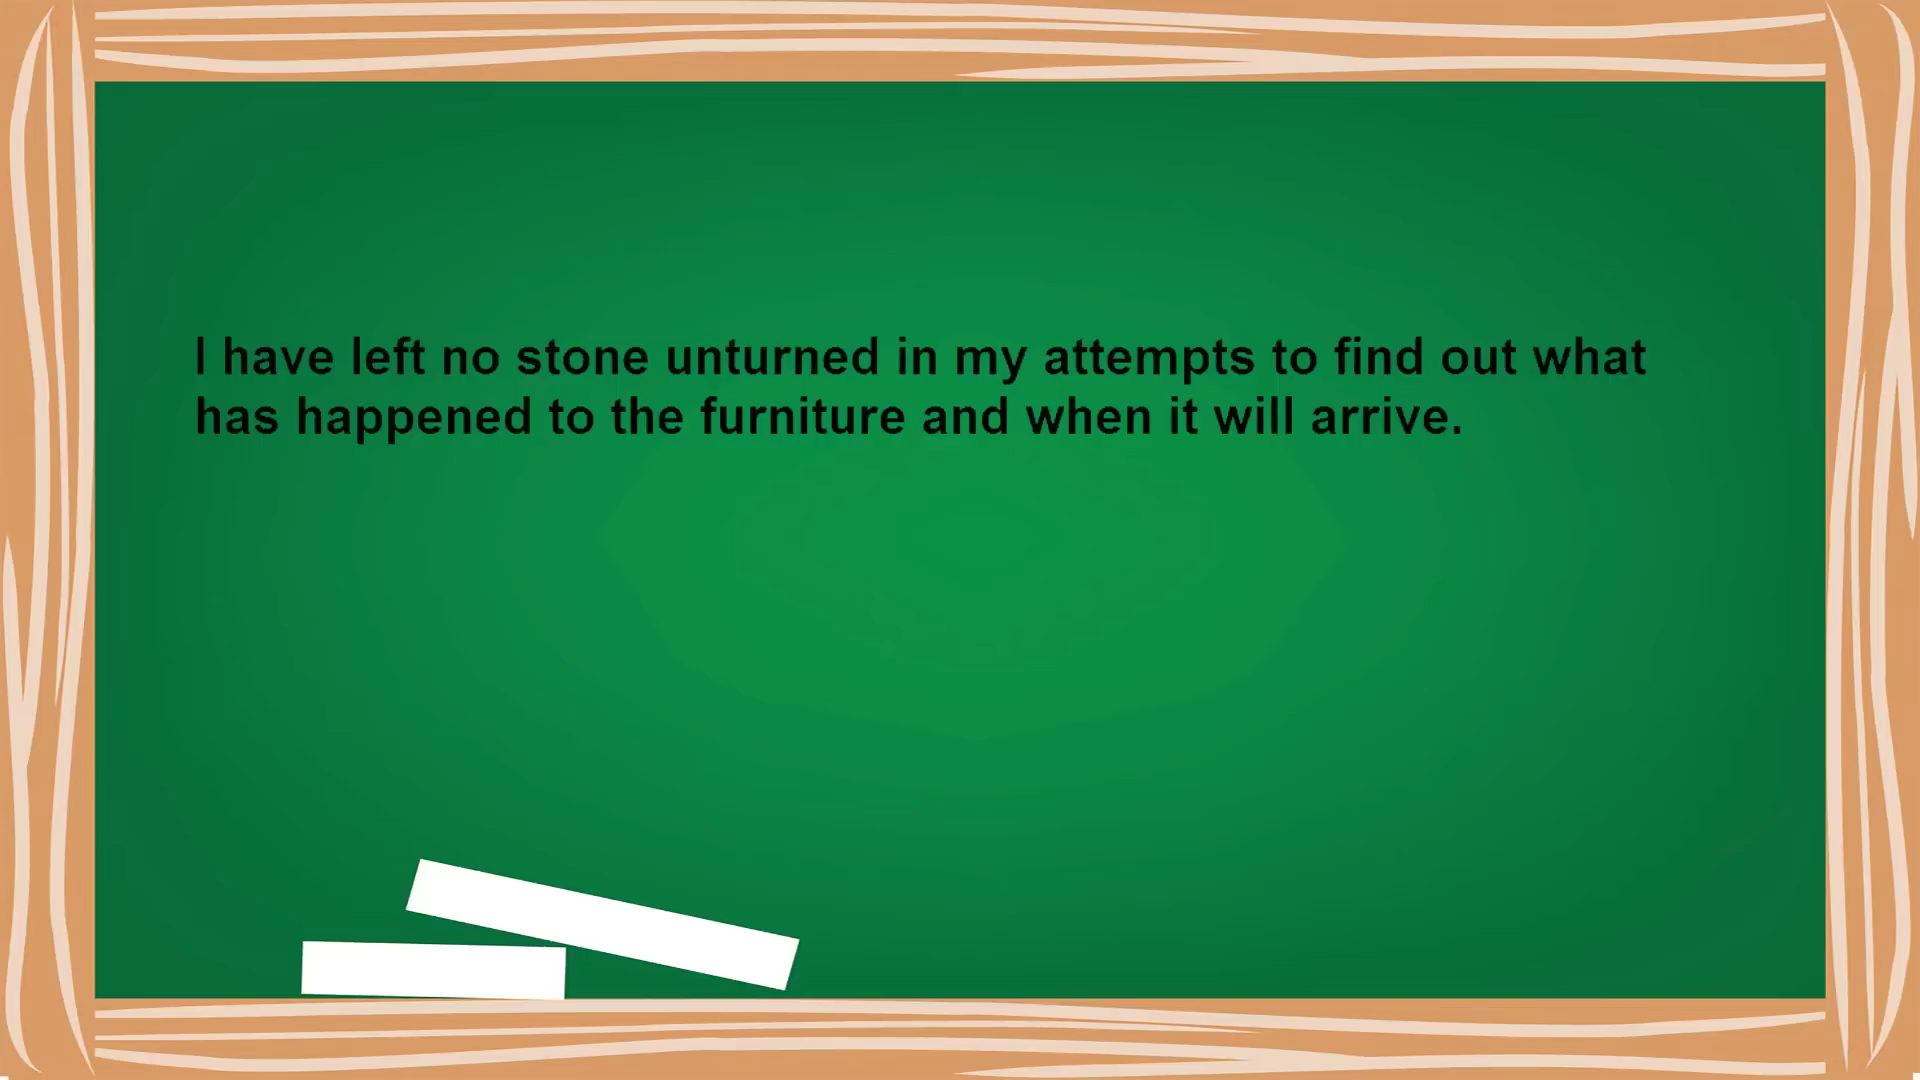 I have left no stone unturned in my attempts to find out what
has happened to the furniture and when it will arrive.